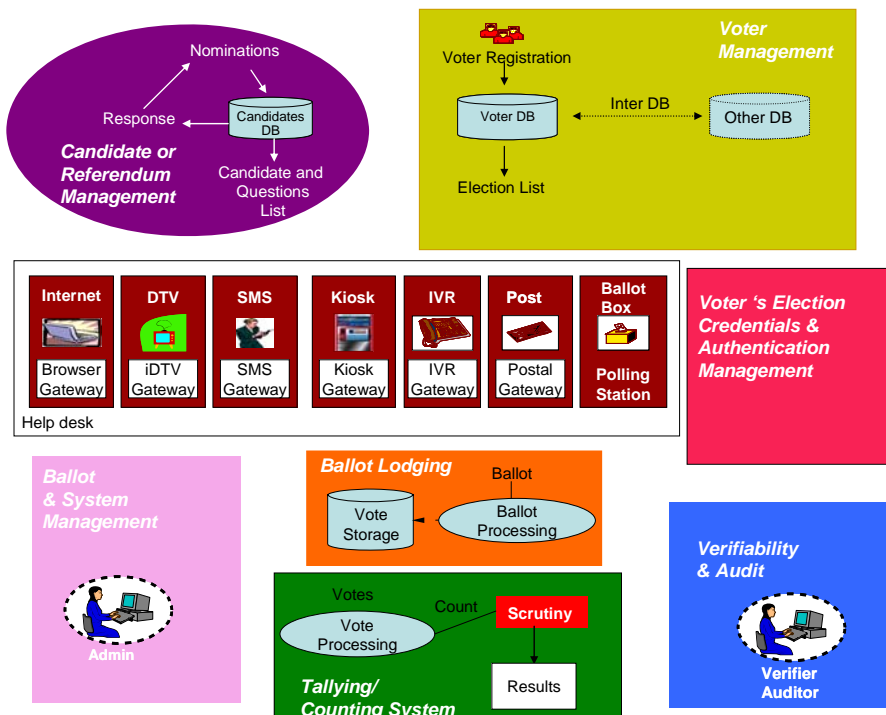 Nominations
Response
Candidates
DB
Candidate or
Referendum
Management
Candidate and
Questions
List
Voter
Management
Voter Registration
Voter DB
Inter DB
Other DB
Election List
Internet
Browser
Gateway
DTV
iDTV
Gateway
SMS
SMS
Gateway
Kiosk
Kiosk
Gateway
IVR
IVR
Gateway
Post
Postal
Gateway
Ballot
Box
Polling
Station
Help desk
Voter ‘s Election
Credentials &
Authentication
Management
Ballot
& System
Management
Admin
Ballot Lodging
Ballot
Vote
Storage
Ballot
Processing
Verifiability
& Audit
Verifier
Auditor
Votes
Count
Vote
Processing
Scrutiny
Results
Tallying/
Counting System